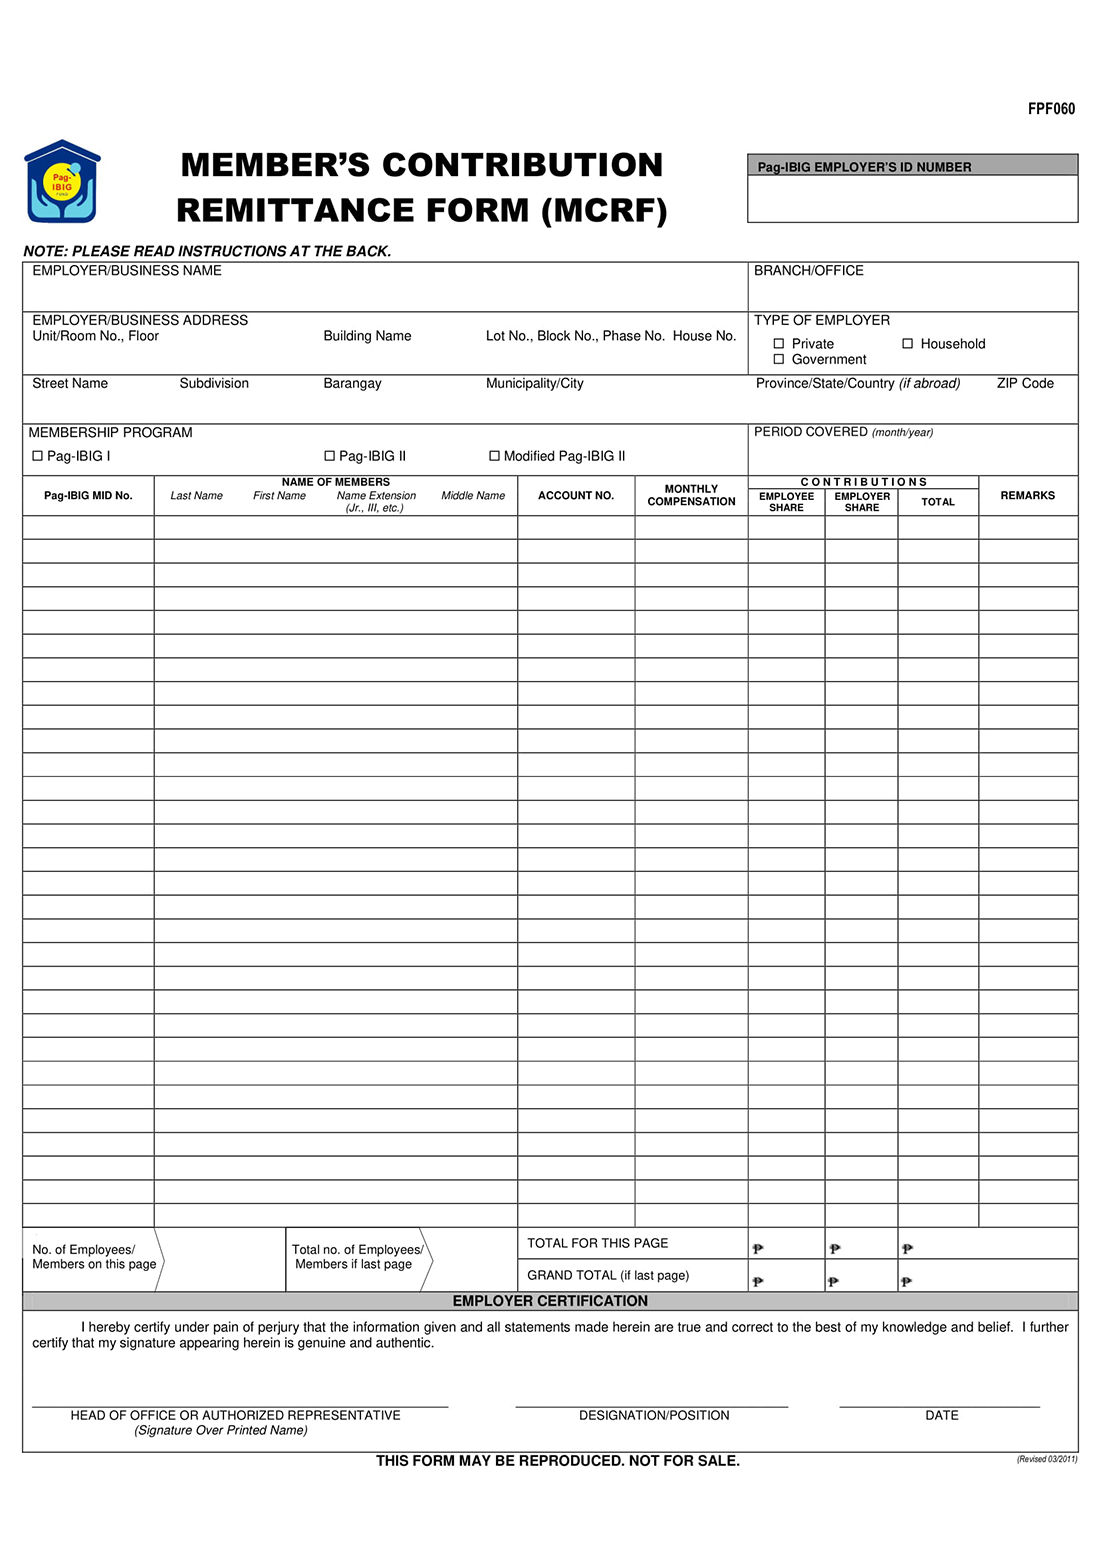 FPF060
Pag-
IBIG
FUND
MEMBER'S CONTRIBUTION
REMITTANCE FORM (MCRF)
Pag-IBIG EMPLOYER'S ID NUMBER
NOTE: PLEASE READ INSTRUCTIONS AT THE BACK.
EMPLOYER/BUSINESS NAME
BRANCH/OFFICE
EMPLOYER/BUSINESS ADDRESS
Unit/Room No., Floor Building Name Lot No., Block No., Phase No. House No.
TYPE OF EMPLOYER
☐ Private ☐ Household
☐ Government
Street Name Subdivision Barangay Municipality/City Province/State/Country (if abroad) ZIP Code
MEMBERSHIP PROGRAM
☐ Pag-IBIG I ☐ Pag-IBIG II ☐ Modified Pag-IBIG II
PERIOD COVERED (month/year)
Pag-IBIG MID No.
NAME OF MEMBERS
Last Name First Name Name Extension Middle Name
(Jr., III, etc.)
ACCOUNT NO.
MONTHLY
COMPENSATION
CONTRIBUTIONS
EMPLOYEE
SHARE
EMPLOYER
SHARE
TOTAL
REMARKS
No. of Employees/
Members on this page
Total no. of Employees/
Members if last page
TOTAL FOR THIS PAGE ₱ ₱ ₱
GRAND TOTAL (if last page) ₱ ₱ ₱
EMPLOYER CERTIFICATION
I hereby certify under pain of perjury that the information given and all statements made herein are true and correct to the best of my knowledge and belief. I further
certify that my signature appearing herein is genuine and authentic.
HEAD OF OFFICE OR AUTHORIZED REPRESENTATIVE DESIGNATION/POSITION DATE
(Signature Over Printed Name)
THIS FORM MAY BE REPRODUCED. NOT FOR SALE.
(Revised 03/2011)